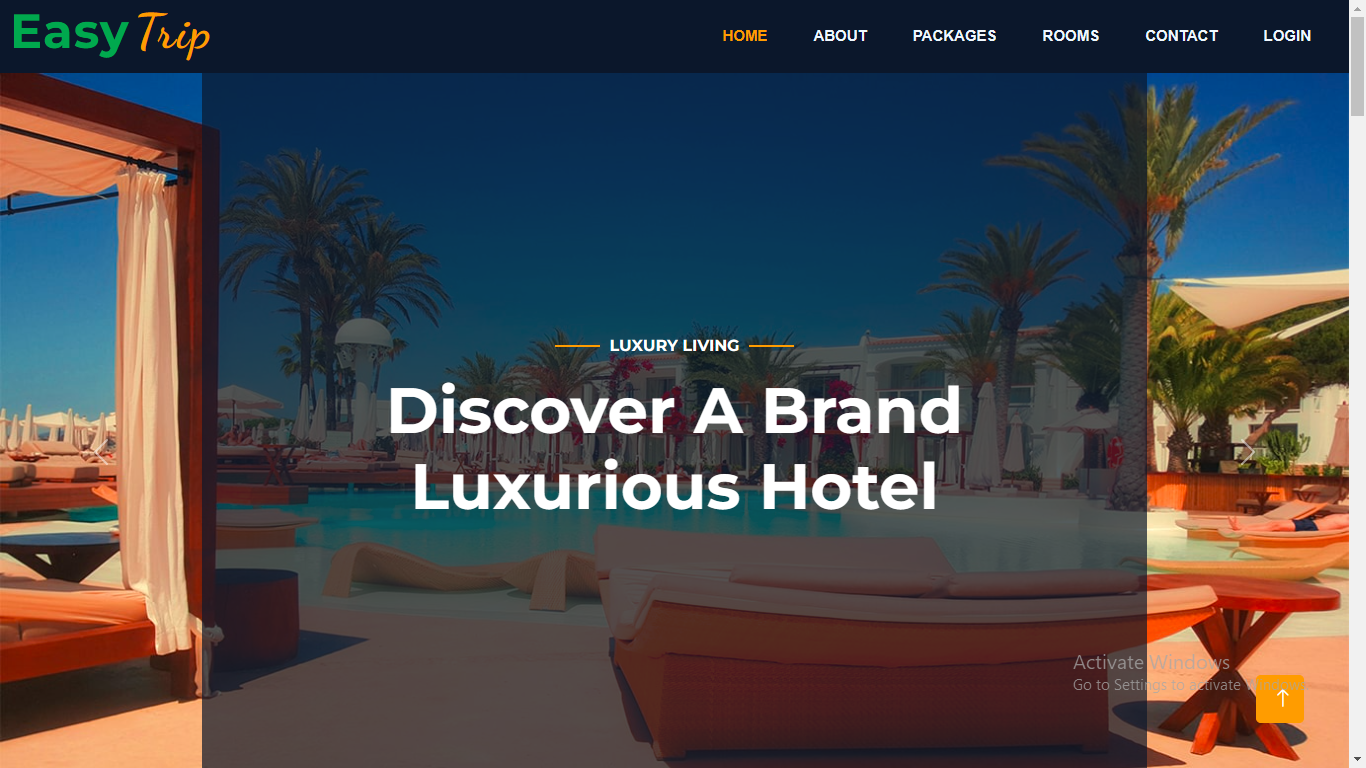 Easy Trip
HOME ABOUT PACKAGES ROOMS CONTACT LOGIN
LUXURY LIVING
Discover A Brand
Luxurious Hotel
Activate Windows
Go to Settings to activate Windows.